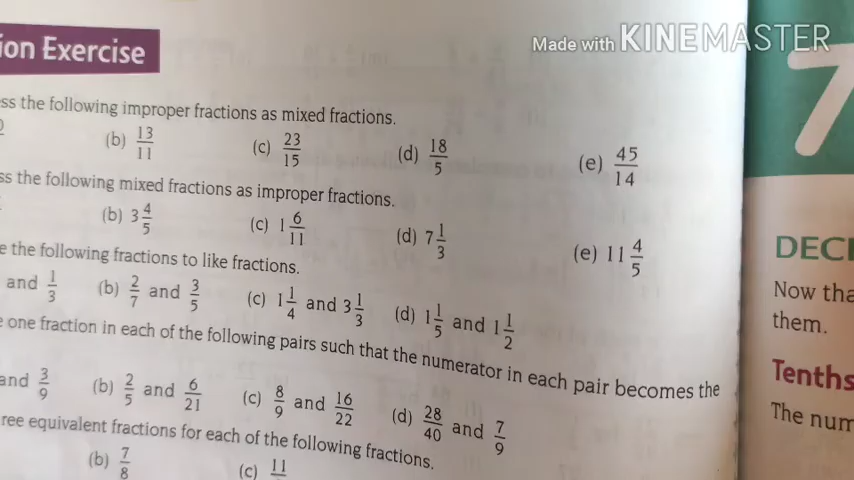 Made with KINEMASTER
ion Exercise
ss the following improper fractions as mixed fractions.
(b) 13/11 (c) 23/15 (d) 18/5 (e) 45/14
ss the following mixed fractions as improper fractions.
(b) 3 4/5 (c) 1 6/11 (d) 7 1/3 (e) 11 4/5
e the following fractions to like fractions.
and 1/3 (b) 2/7 and 3/5 (c) 1 1/4 and 3 1/3 (d) 1 1/5 and 1 1/2
e one fraction in each of the following pairs such that the numerator in each pair becomes the
and 3/9 (b) 2/5 and 6/21 (c) 8/9 and 16/22 (d) 28/40 and 7/9
ree equivalent fractions for each of the following fractions.
(b) 7/8 (c) 11
7
DECI
Now tha
them.
Tenths
The num